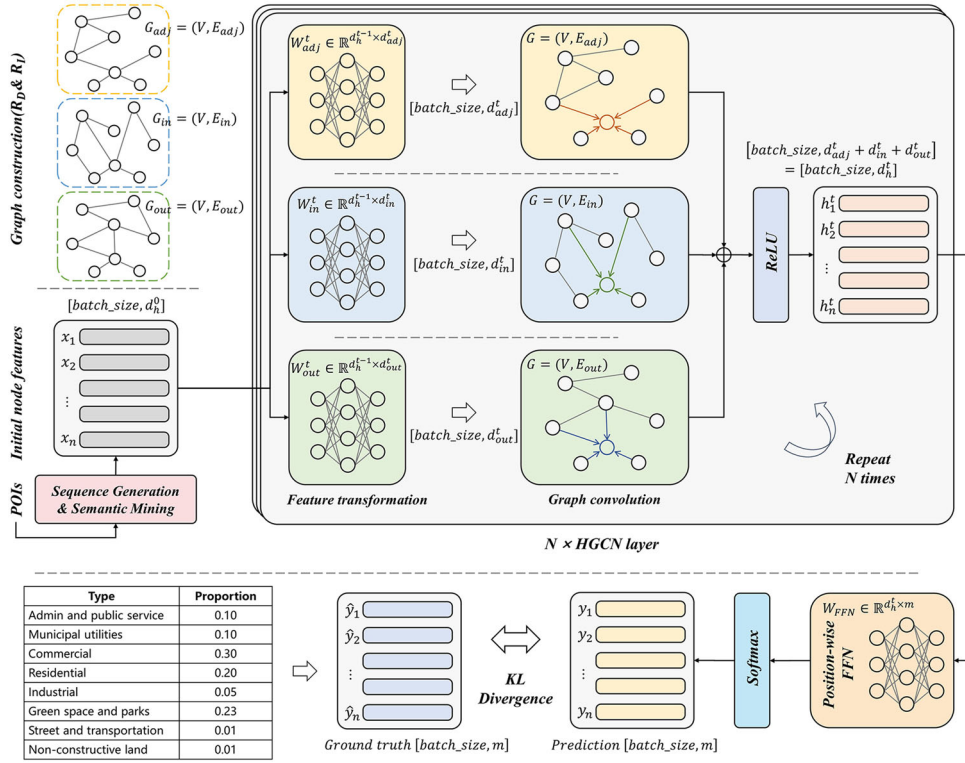 Graph construction(R_D& R_I)
G_adj = (V, E_adj)
G_in = (V, E_in)
G_out = (V, E_out)
[batch_size, d_h^0]
Initial node features
x_1
x_2
⋮
x_n
POIs
Sequence Generation
& Semantic Mining
W_adj^t ∈ ℝ^{d_h^{t-1}×d_adj^t}
[batch_size, d_adj^t]
G = (V, E_adj)
W_in^t ∈ ℝ^{d_h^{t-1}×d_in^t}
[batch_size, d_in^t]
G = (V, E_in)
W_out^t ∈ ℝ^{d_h^{t-1}×d_out^t}
[batch_size, d_out^t]
G = (V, E_out)
Feature transformation
Graph convolution
ReLU
[batch_size, d_adj^t + d_in^t + d_out^t]
= [batch_size, d_h^t]
h_1^t
h_2^t
⋮
h_n^t
Repeat
N times
N × HGCN layer
Type Proportion
Admin and public service 0.10
Municipal utilities 0.10
Commercial 0.30
Residential 0.20
Industrial 0.05
Green space and parks 0.23
Street and transportation 0.01
Non-constructive land 0.01
ŷ_1
ŷ_2
⋮
ŷ_n
Ground truth [batch_size, m]
KL
Divergence
y_1
y_2
⋮
y_n
Prediction [batch_size, m]
Softmax
W_FFN ∈ ℝ^{d_h^t×m}
Position-wise
FFN